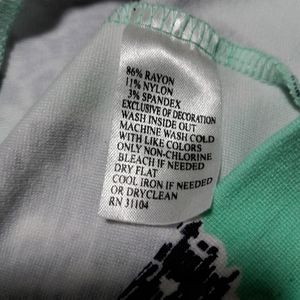 86% RAYON
11% NYLON
3% SPANDEX
EXCLUSIVE OF DECORATION
WASH INSIDE OUT
MACHINE WASH COLD
WITH LIKE COLORS
ONLY NON-CHLORINE
BLEACH IF NEEDED
DRY FLAT
COOL IRON IF NEEDED
OR DRYCLEAN
RN 31104